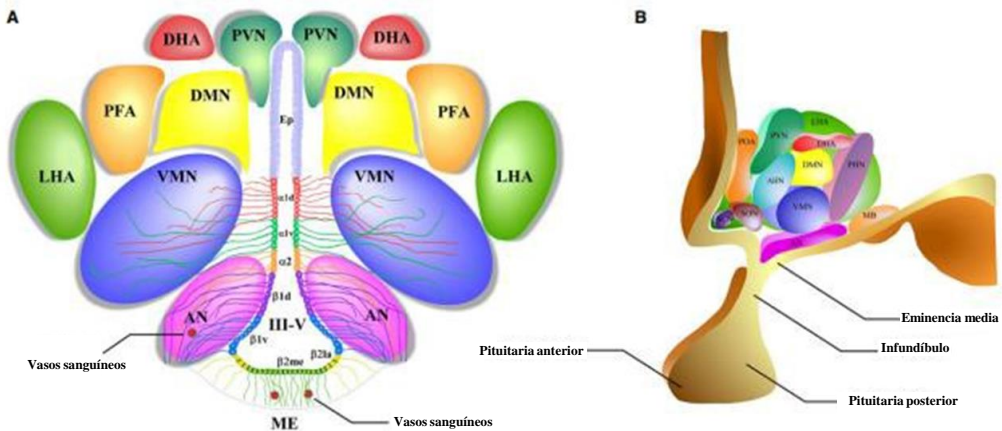 A
DHA PVN PVN DHA
PFA DMN DMN PFA
Ep
LHA VMN VMN LHA
α1d
α1v
α2
β1d
AN III-V AN
β1v β2la
β2me
Vasos sanguíneos
Vasos sanguíneos
ME
B
LHA
PVN
POA DHA
DMN PHN
AHN
VMN
SON MB
Eminencia media
Infundíbulo
Pituitaria anterior
Pituitaria posterior